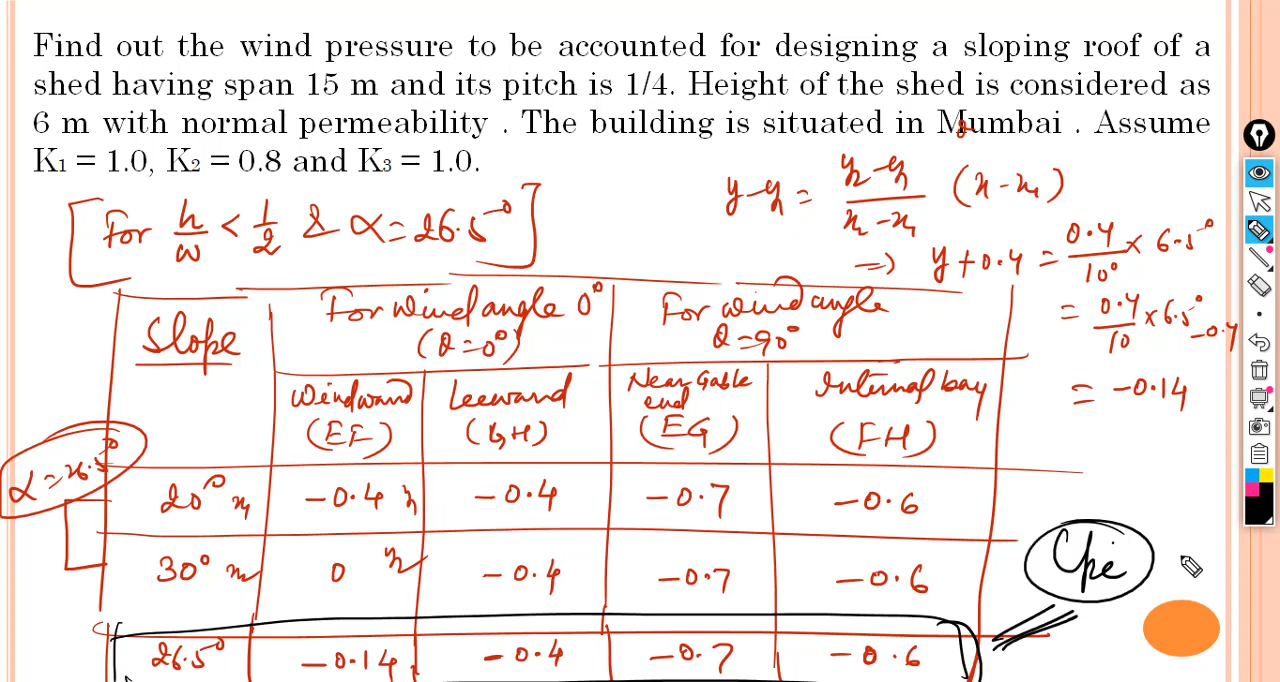 Find out the wind pressure to be accounted for designing a sloping roof of a
shed having span 15 m and its pitch is 1/4. Height of the shed is considered as
6 m with normal permeability . The building is situated in Mumbai . Assume
K1 = 1.0, K2 = 0.8 and K3 = 1.0.
y-y1 = y2-y1 / x2-x1 (x-x1)
[For h/w < 1/2 & α=26.5°]
=> y+0.4 = 0.4/10° × 6.5°
= 0.4/10 × 6.5° -0.4
= -0.14
Slope
For wind angle 0°
(θ=0°)
For wind angle
θ=90°
Windward
(EF)
Leeward
(GH)
Near Gable
end
(EG)
Internal bay
(FH)
α=26.5°
20° x1 -0.4 y1 -0.4 -0.7 -0.6
30° x2 0 y2 -0.4 -0.7 -0.6
Cpe
26.5° -0.14 -0.4 -0.7 -0.6